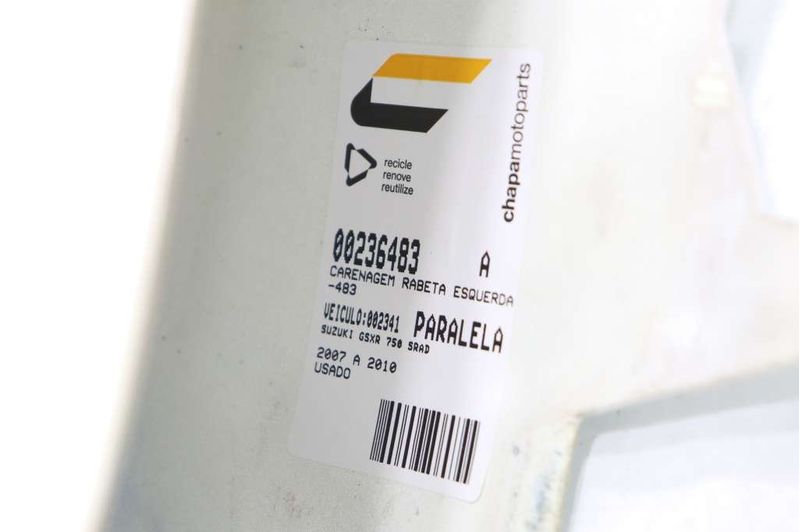 chapamotoparts
recicle
renove
reutilize
00236483 A
CARENAGEM RABETA ESQUERDA
-483
VEICULO:002341 PARALELA
SUZUKI GSXR 750 SRAD
2007 A 2010
USADO